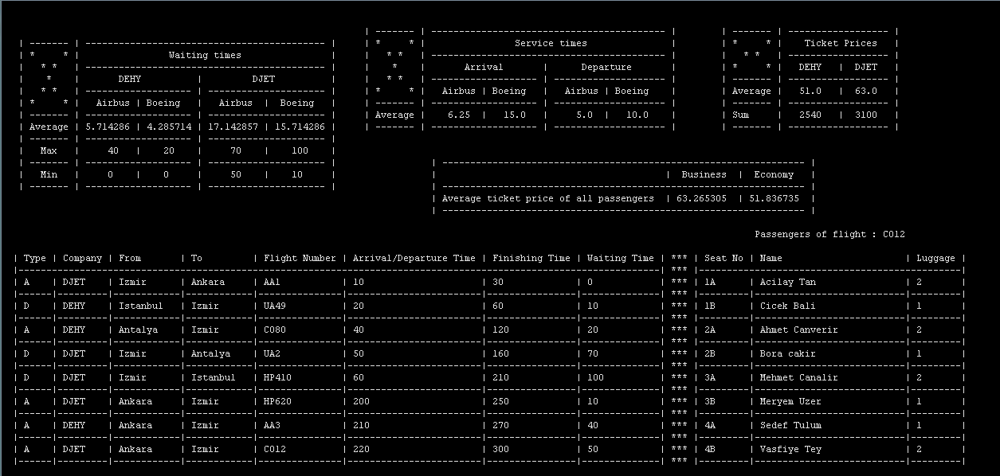 Waiting times
DEHY | DJET
Airbus | Boeing | Airbus | Boeing
Average | 5.714286 | 4.285714 | 17.142857 | 15.714286
Max | 40 | 20 | 70 | 100
Min | 0 | 0 | 50 | 10
Service times
Arrival | Departure
Airbus | Boeing | Airbus | Boeing
Average | 6.25 | 15.0 | 5.0 | 10.0
Ticket Prices
DEHY | DJET
Average | 51.0 | 63.0
Sum | 2540 | 3100
| Business | Economy
Average ticket price of all passengers | 63.265305 | 51.836735
Passengers of flight : CO12
| Type | Company | From | To | Flight Number | Arrival/Departure Time | Finishing Time | Waiting Time | *** | Seat No | Name | Luggage |
| A | DJET | Izmir | Ankara | AA1 | 10 | 30 | 0 | *** | 1A | Acilay Tan | 2 |
| D | DEHY | Istanbul | Izmir | UA49 | 20 | 60 | 10 | *** | 1B | Cicek Bali | 1 |
| A | DEHY | Antalya | Izmir | CO80 | 40 | 120 | 20 | *** | 2A | Ahmet Canverir | 2 |
| D | DJET | Izmir | Antalya | UA2 | 50 | 160 | 70 | *** | 2B | Bora cakir | 1 |
| D | DJET | Izmir | Istanbul | HP410 | 60 | 210 | 100 | *** | 3A | Mehmet Canalir | 2 |
| A | DJET | Ankara | Izmir | HP620 | 200 | 250 | 10 | *** | 3B | Meryem Uzer | 1 |
| A | DEHY | Ankara | Izmir | AA3 | 210 | 270 | 40 | *** | 4A | Sedef Tulum | 1 |
| A | DJET | Ankara | Izmir | CO12 | 220 | 300 | 50 | *** | 4B | Vasfiye Tey | 2 |